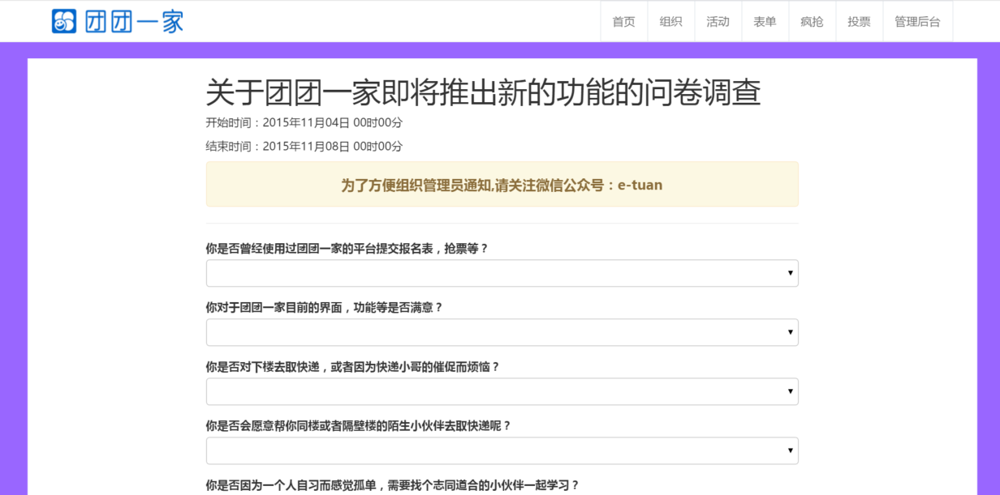 团团一家
首页 组织 活动 表单 疯抢 投票 管理后台
关于团团一家即将推出新的功能的问卷调查
开始时间：2015年11月04日 00时00分
结束时间：2015年11月08日 00时00分
为了方便组织管理员通知,请关注微信公众号：e-tuan
你是否曾经使用过团团一家的平台提交报名表，抢票等？
你对于团团一家目前的界面，功能等是否满意？
你是否对下楼去取快递，或者因为快递小哥的催促而烦恼？
你是否会愿意帮你同楼或者隔壁楼的陌生小伙伴去取快递呢？
你是否因为一个人自习而感觉孤单，需要找个志同道合的小伙伴一起学习？